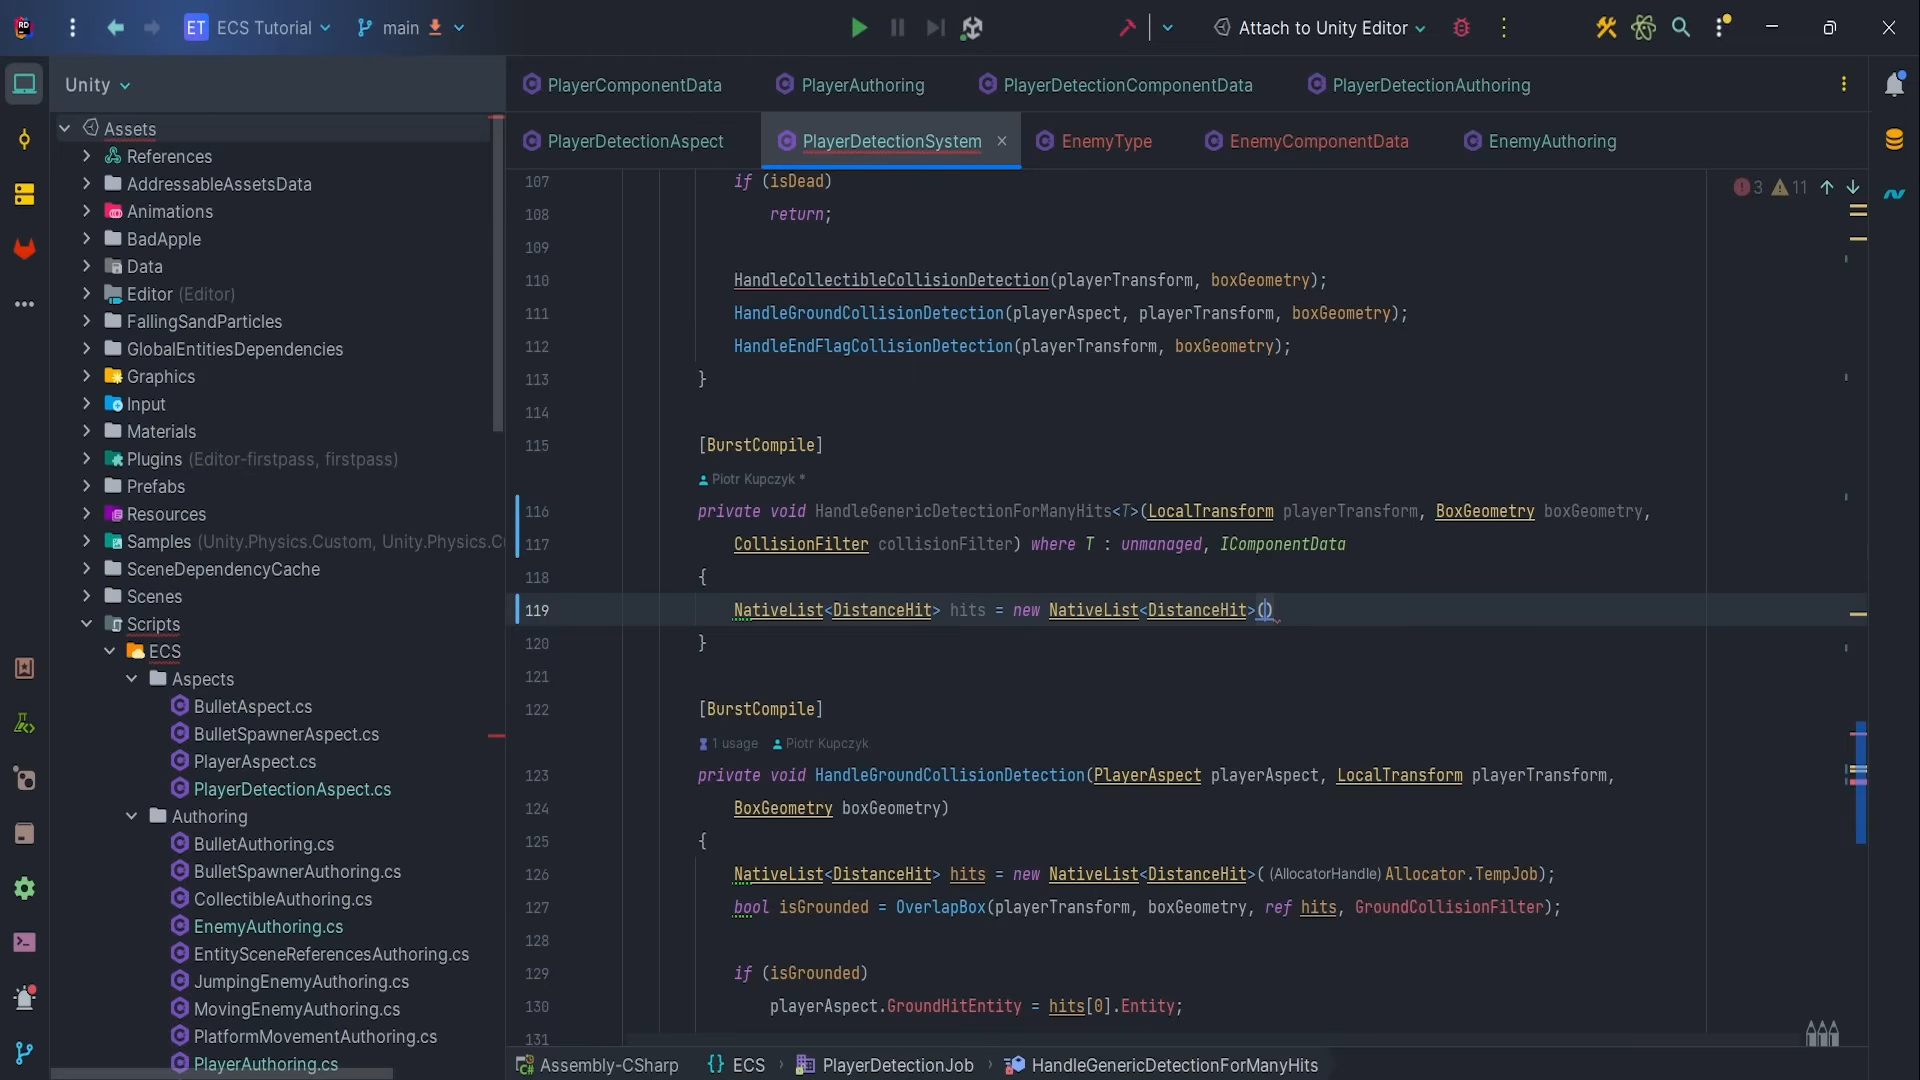 RD
ET ECS Tutorial
main
Attach to Unity Editor
Unity
PlayerComponentData
PlayerAuthoring
PlayerDetectionComponentData
PlayerDetectionAuthoring
PlayerDetectionAspect
PlayerDetectionSystem
EnemyType
EnemyComponentData
EnemyAuthoring
3 11
Assets
References
AddressableAssetsData
Animations
BadApple
Data
Editor (Editor)
FallingSandParticles
GlobalEntitiesDependencies
Graphics
Input
Materials
Plugins (Editor-firstpass, firstpass)
Prefabs
Resources
Samples (Unity.Physics.Custom, Unity.Physics.Cu
SceneDependencyCache
Scenes
Scripts
ECS
Aspects
BulletAspect.cs
BulletSpawnerAspect.cs
PlayerAspect.cs
PlayerDetectionAspect.cs
Authoring
BulletAuthoring.cs
BulletSpawnerAuthoring.cs
CollectibleAuthoring.cs
EnemyAuthoring.cs
EntitySceneReferencesAuthoring.cs
JumpingEnemyAuthoring.cs
MovingEnemyAuthoring.cs
PlatformMovementAuthoring.cs
PlayerAuthoring.cs
107 if (isDead)
108 return;
109
110 HandleCollectibleCollisionDetection(playerTransform, boxGeometry);
111 HandleGroundCollisionDetection(playerAspect, playerTransform, boxGeometry);
112 HandleEndFlagCollisionDetection(playerTransform, boxGeometry);
113 }
114
115 [BurstCompile]
Piotr Kupczyk *
116 private void HandleGenericDetectionForManyHits<T>(LocalTransform playerTransform, BoxGeometry boxGeometry,
117 CollisionFilter collisionFilter) where T : unmanaged, IComponentData
118 {
119 NativeList<DistanceHit> hits = new NativeList<DistanceHit>()
120 }
121
122 [BurstCompile]
1 usage Piotr Kupczyk
123 private void HandleGroundCollisionDetection(PlayerAspect playerAspect, LocalTransform playerTransform,
124 BoxGeometry boxGeometry)
125 {
126 NativeList<DistanceHit> hits = new NativeList<DistanceHit>((AllocatorHandle)Allocator.TempJob);
127 bool isGrounded = OverlapBox(playerTransform, boxGeometry, ref hits, GroundCollisionFilter);
128
129 if (isGrounded)
130 playerAspect.GroundHitEntity = hits[0].Entity;
131
C# Assembly-CSharp {} ECS PlayerDetectionJob HandleGenericDetectionForManyHits